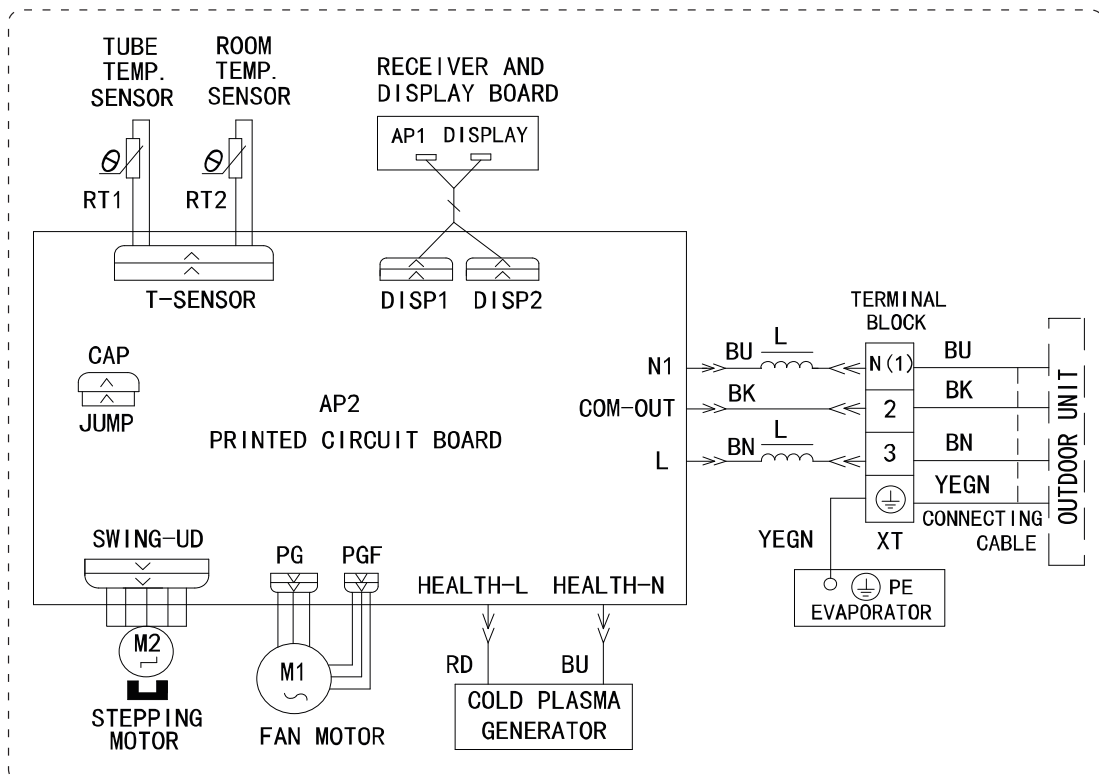 TUBE
TEMP.
SENSOR
ROOM
TEMP.
SENSOR
RECEIVER AND
DISPLAY BOARD
AP1 DISPLAY
θ
RT1
θ
RT2
T-SENSOR
DISP1
DISP2
CAP
JUMP
AP2
PRINTED CIRCUIT BOARD
N1
COM-OUT
L
BU
L
BK
BN
L
TERMINAL
BLOCK
N(1)
2
3
XT
BU
BK
BN
YEGN
CONNECTING
CABLE
OUTDOOR UNIT
YEGN
PE
EVAPORATOR
SWING-UD
M2
STEPPING
MOTOR
PG
PGF
M1
FAN MOTOR
HEALTH-L
HEALTH-N
RD
BU
COLD PLASMA
GENERATOR